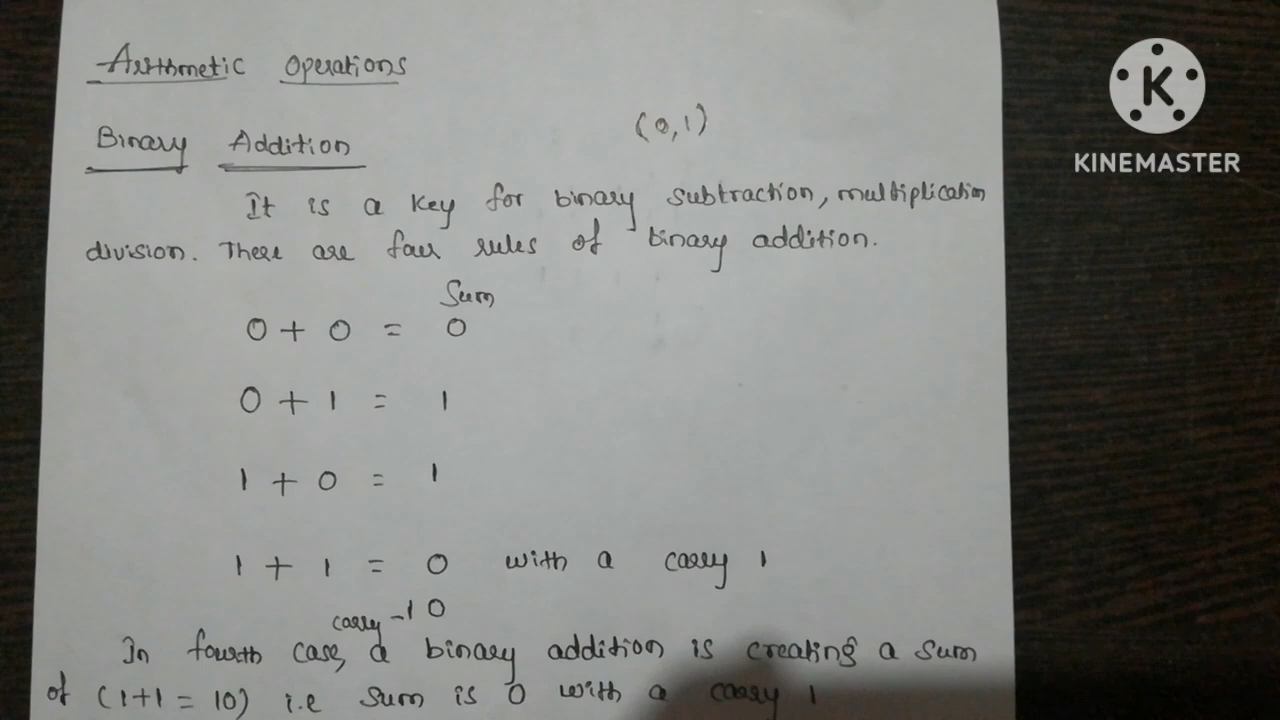 Arithmetic Operations
(0,1)
Binary Addition
It is a key for binary subtraction, multiplication
division. There are four rules of binary addition.
Sum
0 + 0 = 0
0 + 1 = 1
1 + 0 = 1
1 + 1 = 0 with a carry 1
carry - 1 0
In fourth case, a binary addition is creating a sum
of (1+1 = 10) i.e sum is 0 with a carry 1
K
KINEMASTER